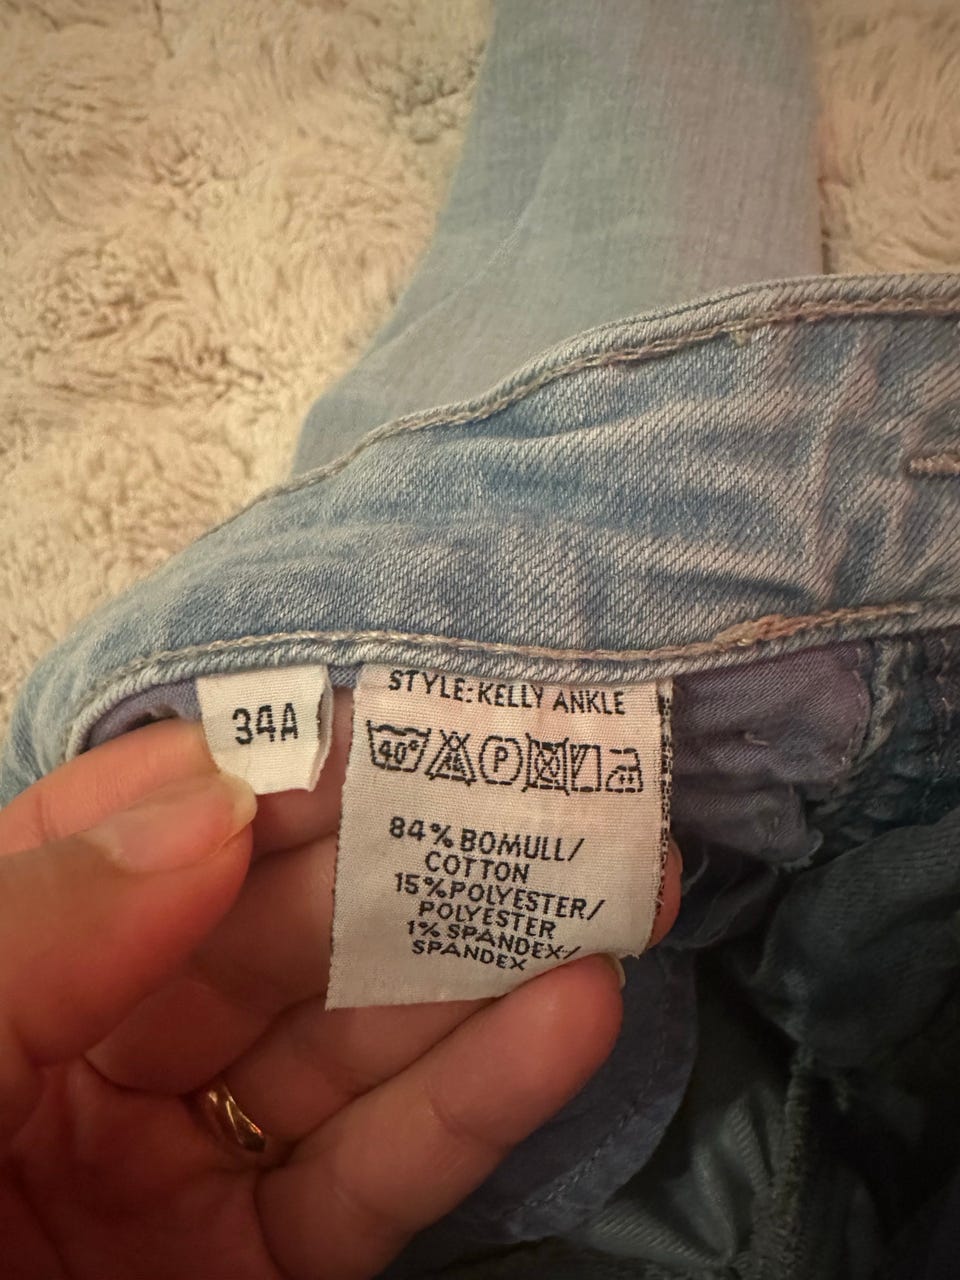 34A
STYLE: KELLY ANKLE
40° P
84% BOMULL/
COTTON
15% POLYESTER/
POLYESTER
1% SPANDEX/
SPANDEX